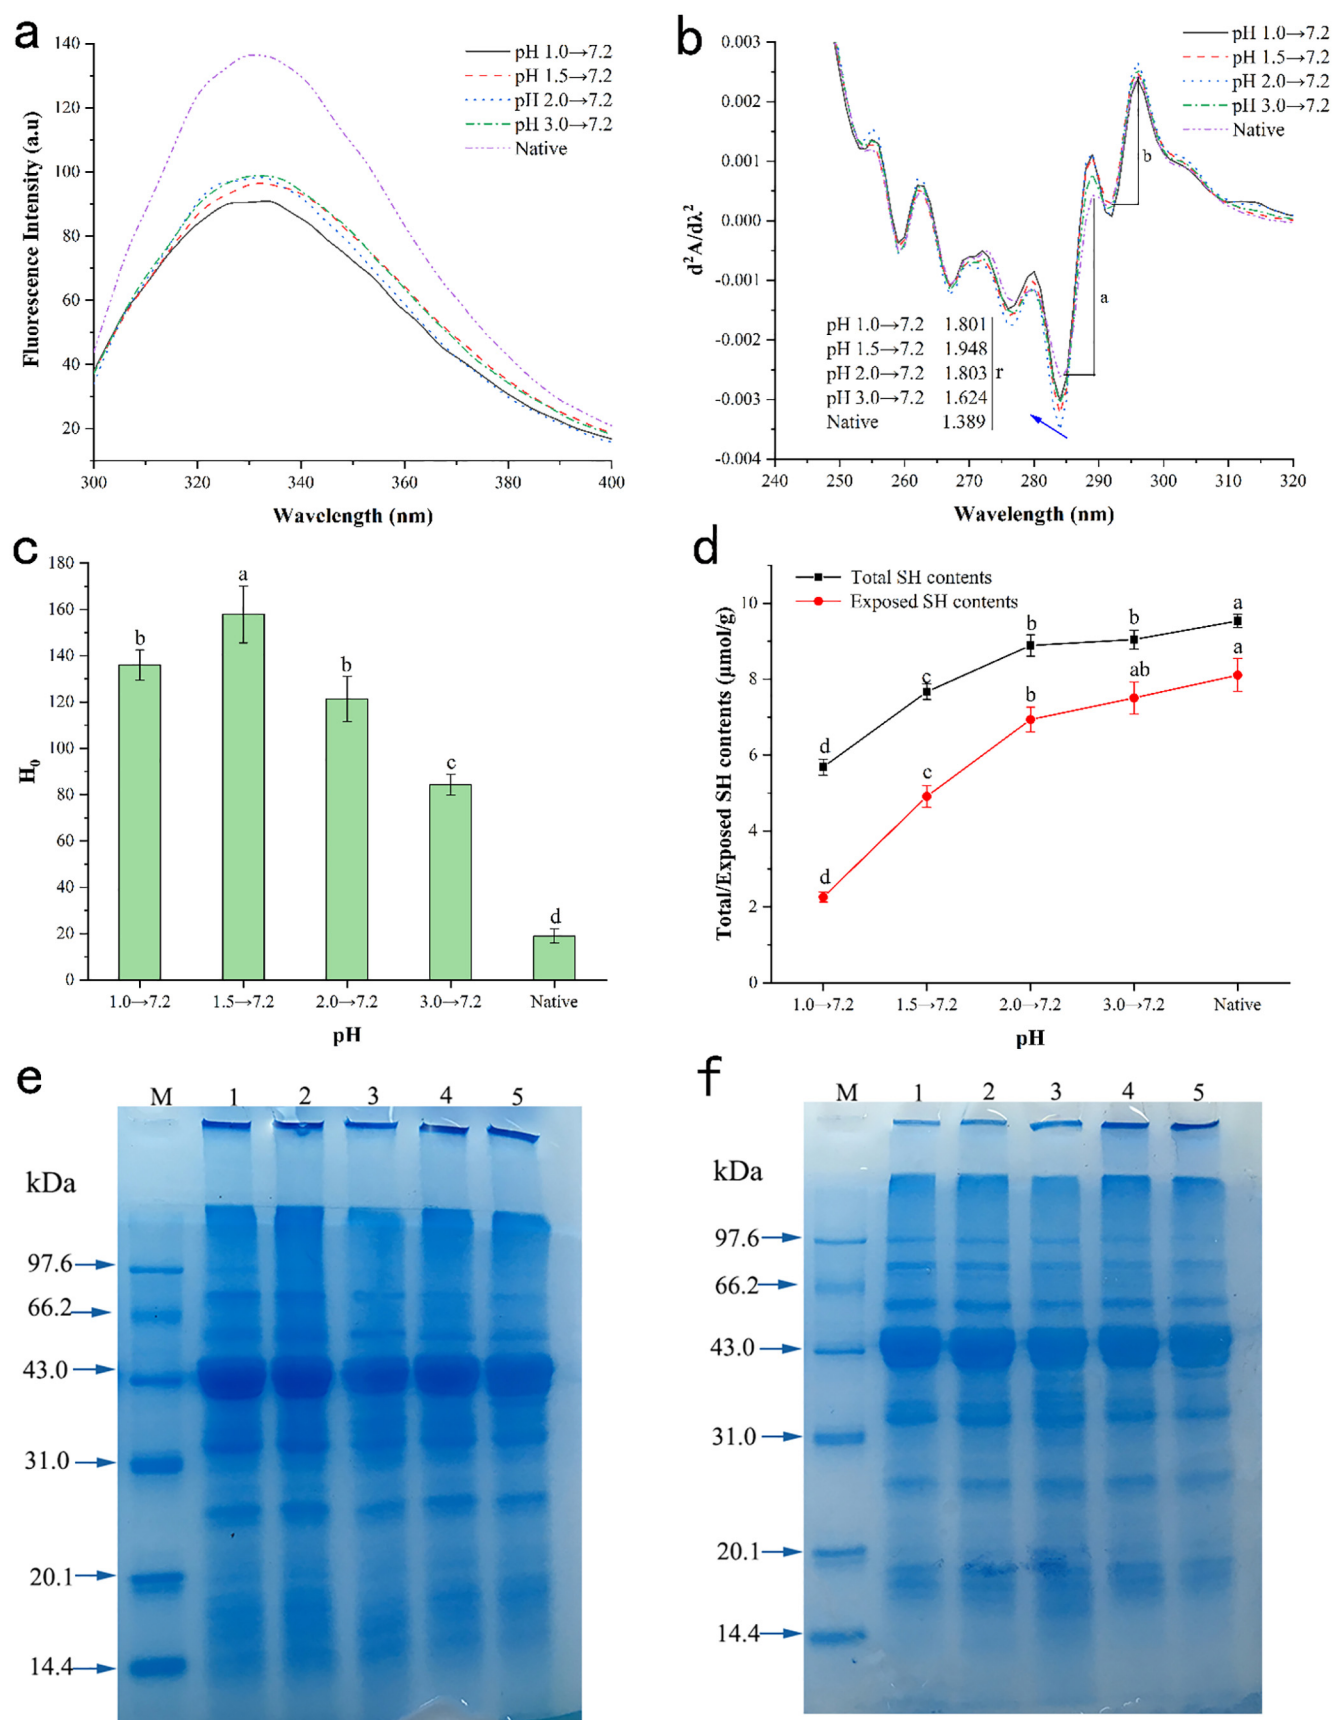 a
140
120
100
80
60
40
20
Fluorescence Intensity (a.u)
pH 1.0→7.2
pH 1.5→7.2
pH 2.0→7.2
pH 3.0→7.2
Native
300 320 340 360 380 400
Wavelength (nm)
b
0.003
0.002
0.001
0.000
-0.001
-0.002
-0.003
-0.004
d²A/dλ²
pH 1.0→7.2
pH 1.5→7.2
pH 2.0→7.2
pH 3.0→7.2
Native
b
a
pH 1.0→7.2 1.801
pH 1.5→7.2 1.948
pH 2.0→7.2 1.803
pH 3.0→7.2 1.624
Native 1.389
r
240 250 260 270 280 290 300 310 320
Wavelength (nm)
c
180
160
140
120
100
80
60
40
20
0
H₀
b a b c d
1.0→7.2 1.5→7.2 2.0→7.2 3.0→7.2 Native
pH
d
10
8
6
4
2
0
Total/Exposed SH contents (μmol/g)
Total SH contents
Exposed SH contents
d c b b a
d c b ab a
1.0→7.2 1.5→7.2 2.0→7.2 3.0→7.2 Native
pH
e
M 1 2 3 4 5
kDa
97.6
66.2
43.0
31.0
20.1
14.4
f
M 1 2 3 4 5
kDa
97.6
66.2
43.0
31.0
20.1
14.4